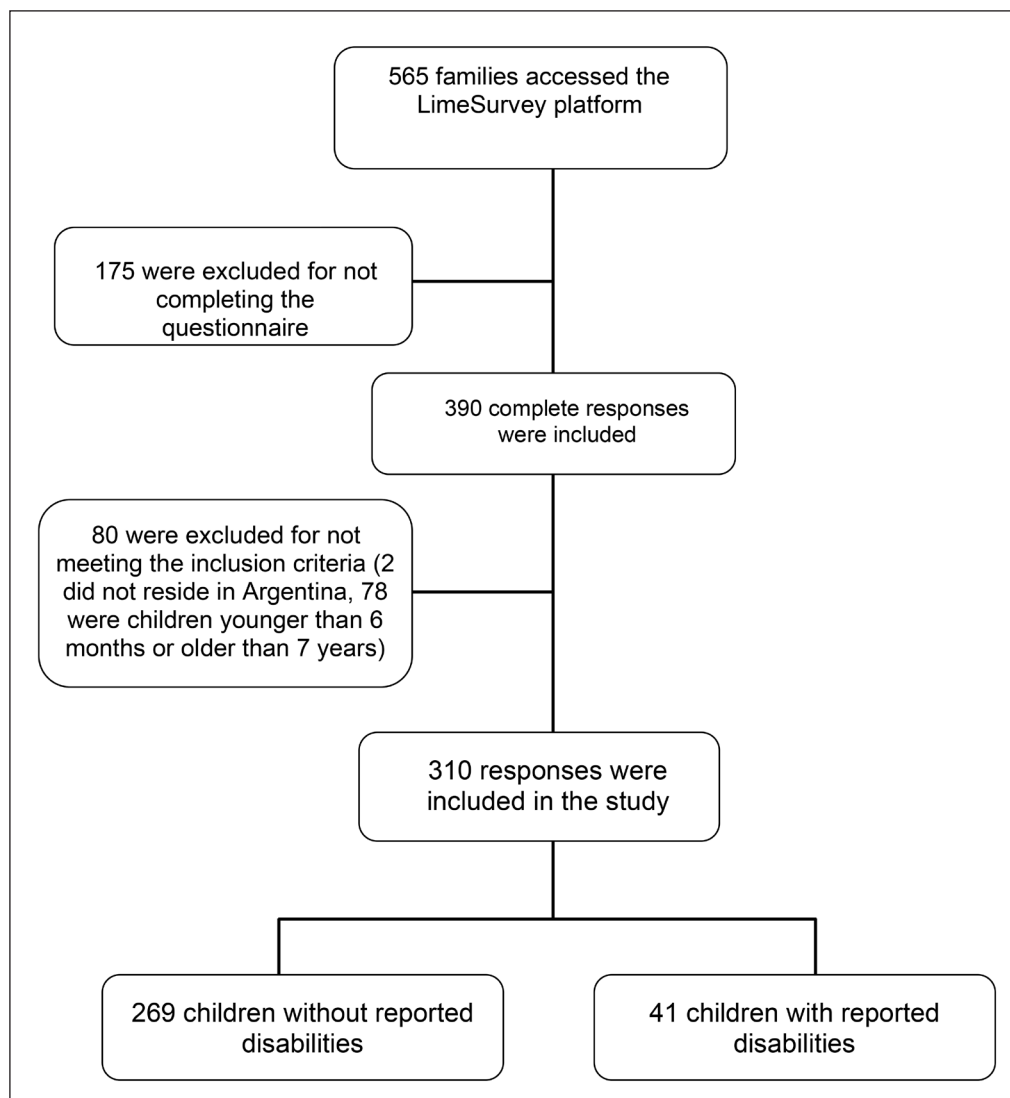 565 families accessed the
LimeSurvey platform
175 were excluded for not
completing the
questionnaire
390 complete responses
were included
80 were excluded for not
meeting the inclusion criteria (2
did not reside in Argentina, 78
were children younger than 6
months or older than 7 years)
310 responses were
included in the study
269 children without reported
disabilities
41 children with reported
disabilities